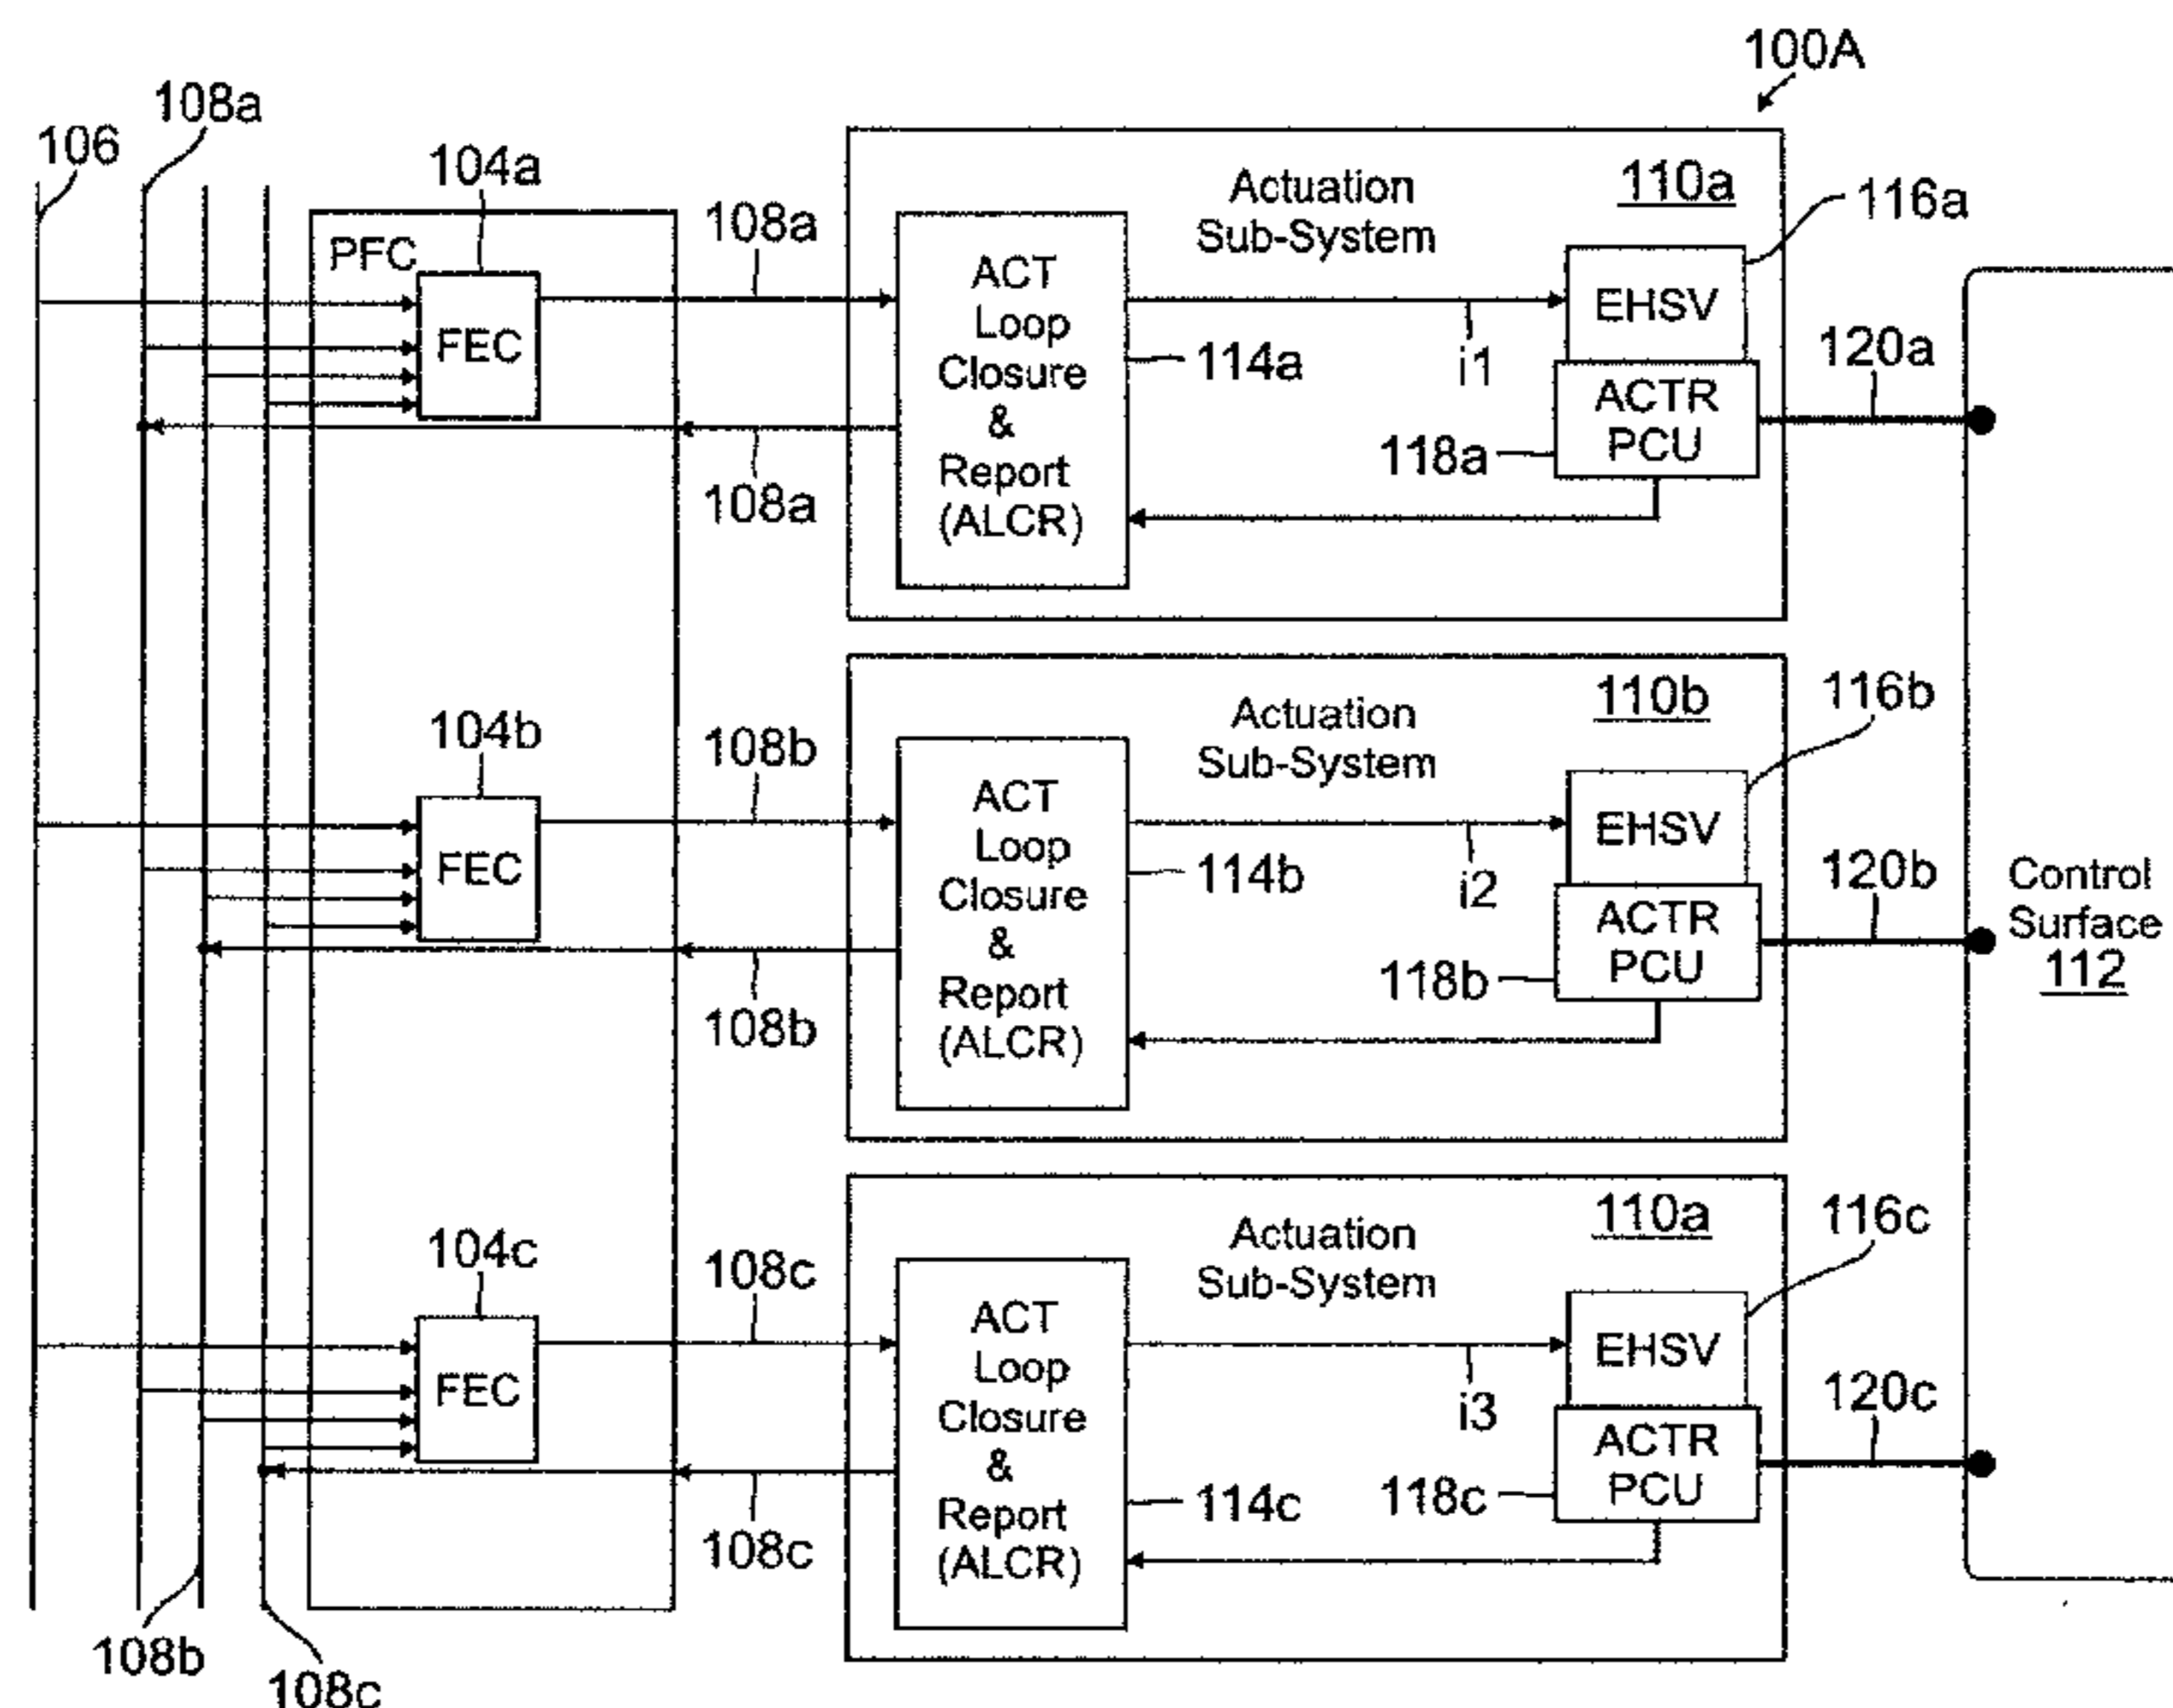 100A
108a
106
104a
PFC
FEC
108a
108a
Actuation
Sub-System
110a
116a
ACT
Loop
Closure
&
Report
(ALCR)
114a
i1
EHSV
ACTR
PCU
118a
120a
104b
FEC
108b
108b
Actuation
Sub-System
110b
116b
ACT
Loop
Closure
&
Report
(ALCR)
114b
i2
EHSV
ACTR
PCU
118b
120b
Control
Surface
112
104c
FEC
108c
108c
Actuation
Sub-System
110a
116c
ACT
Loop
Closure
&
Report
(ALCR)
114c
i3
EHSV
ACTR
PCU
118c
120c
108b
108c